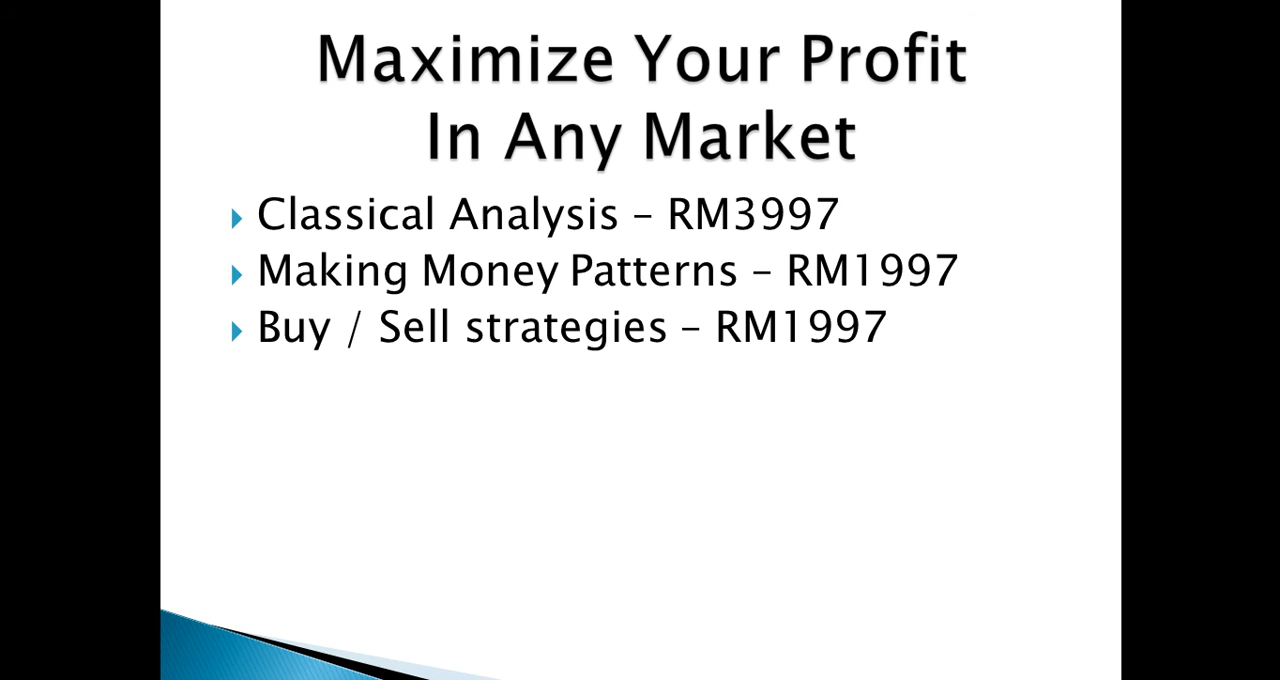 Maximize Your Profit
In Any Market
Classical Analysis – RM3997
Making Money Patterns – RM1997
Buy / Sell strategies – RM1997